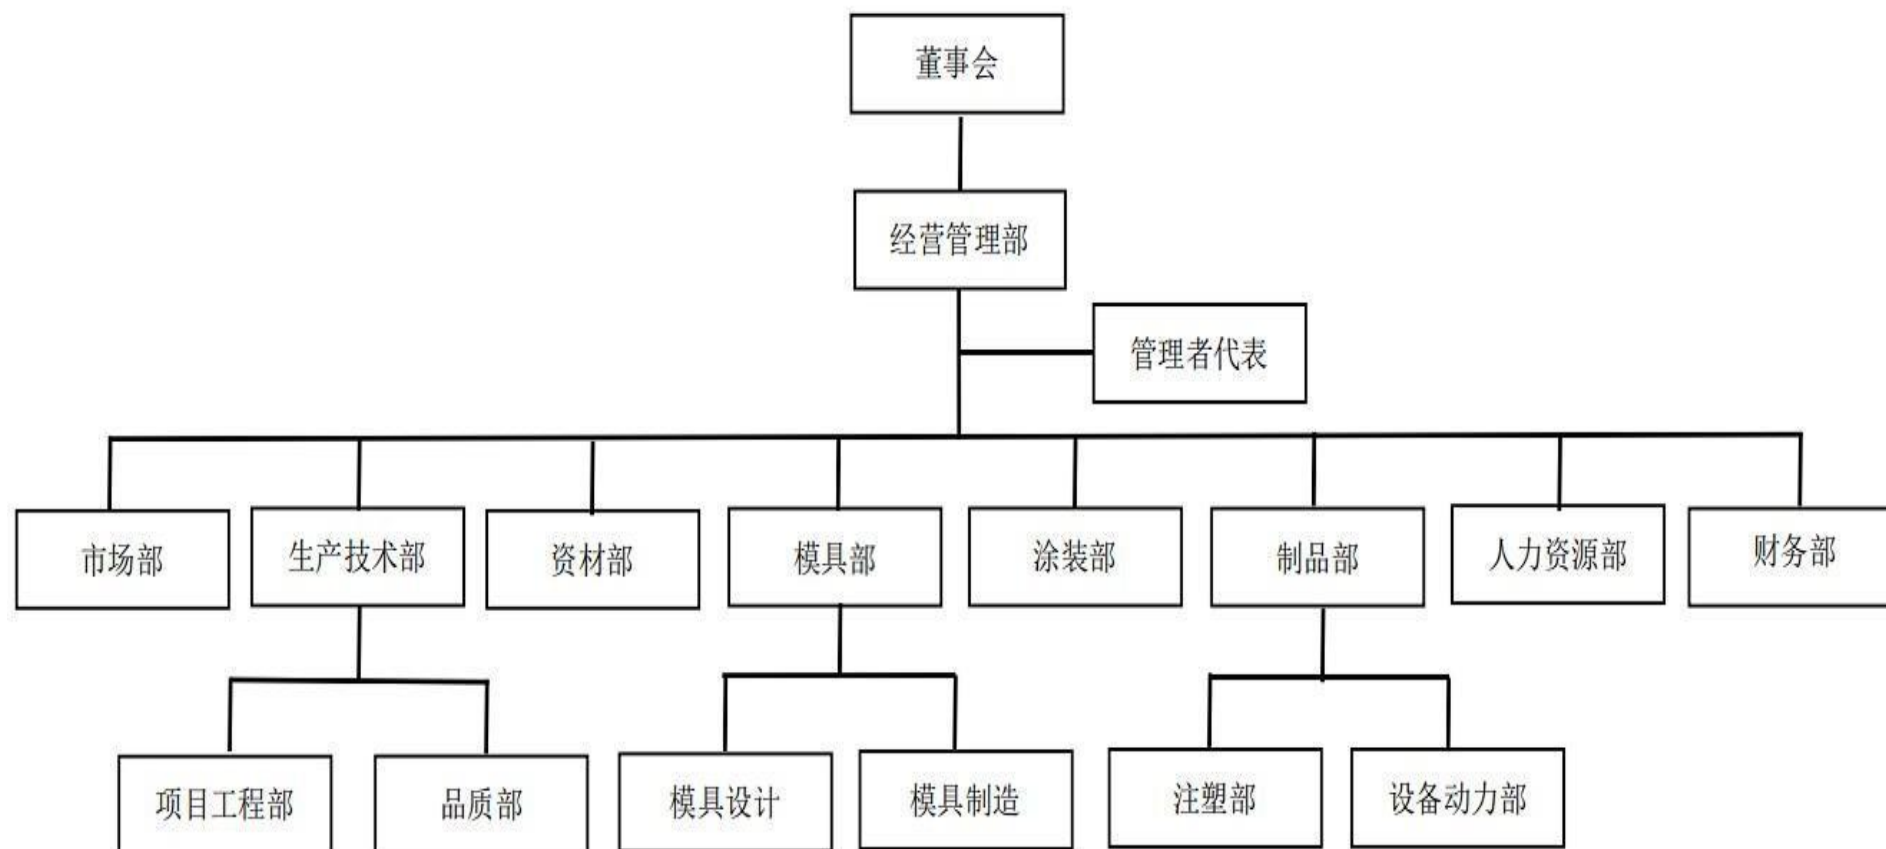 董事会
经营管理部
管理者代表
市场部
生产技术部
资材部
模具部
涂装部
制品部
人力资源部
财务部
项目工程部
品质部
模具设计
模具制造
注塑部
设备动力部